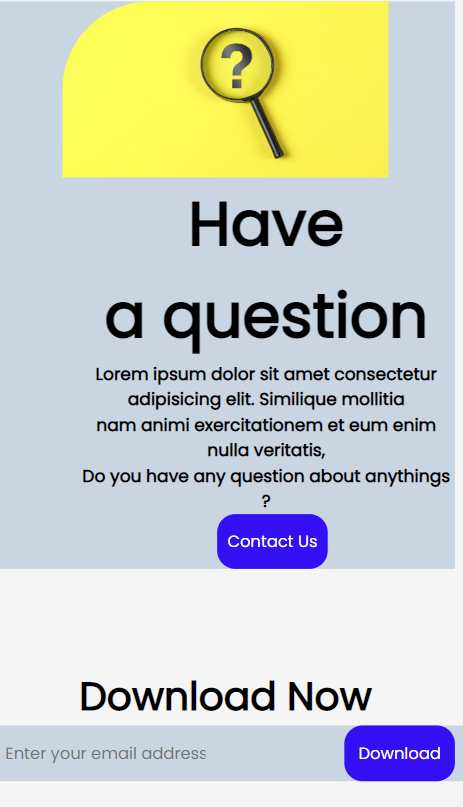 ?
Have
a question
Lorem ipsum dolor sit amet consectetur
adipisicing elit. Similique mollitia
nam animi exercitationem et eum enim
nulla veritatis,
Do you have any question about anythings
?
Contact Us
Download Now
Enter your email address
Download